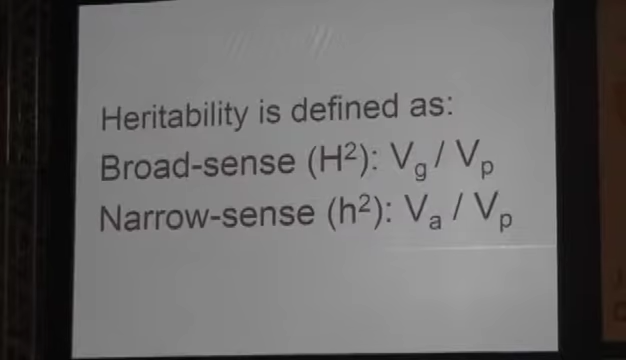 Heritability is defined as:
Broad-sense (H²): Vg / Vp
Narrow-sense (h²): Va / Vp